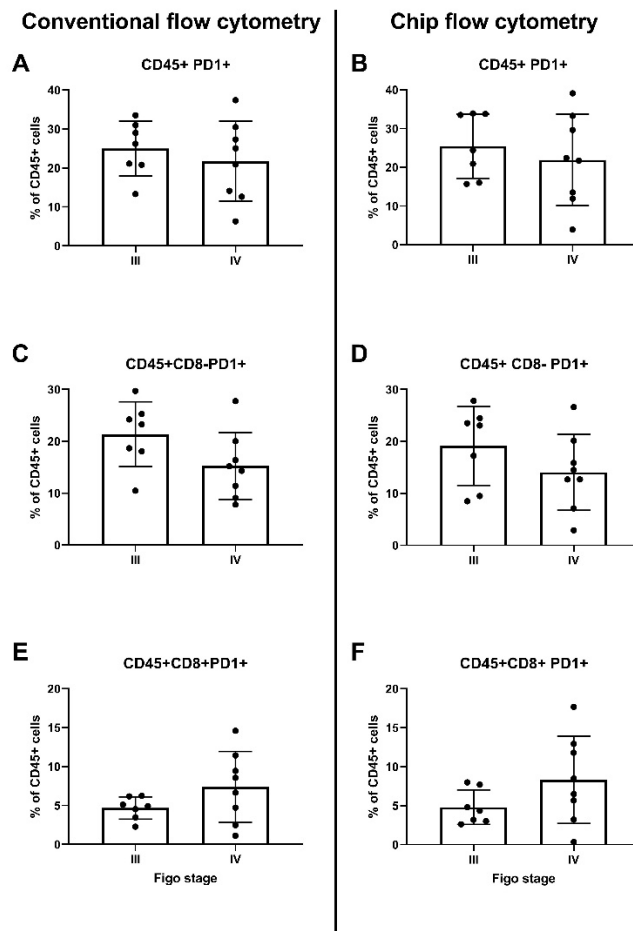 Conventional flow cytometry
Chip flow cytometry
A
CD45+ PD1+
% of CD45+ cells
40
30
20
10
0
III
IV
B
CD45+ PD1+
% of CD45+ cells
40
30
20
10
0
III
IV
C
CD45+CD8-PD1+
% of CD45+ cells
30
20
10
0
III
IV
D
CD45+ CD8- PD1+
% of CD45+ cells
30
20
10
0
III
IV
E
CD45+CD8+PD1+
% of CD45+ cells
20
15
10
5
0
III
IV
Figo stage
F
CD45+CD8+ PD1+
% of CD45+ cells
20
15
10
5
0
III
IV
Figo stage